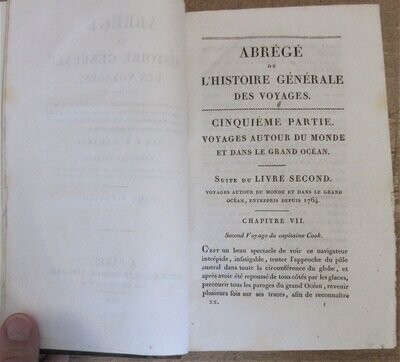 ABRÉGÉ
DE
L'HISTOIRE GÉNÉRALE
DES VOYAGES.
CINQUIÈME PARTIE.
VOYAGES AUTOUR DU MONDE
ET DANS LE GRAND OCÉAN.
SUITE DU LIVRE SECOND.
VOYAGES AUTOUR DU MONDE ET DANS LE GRAND
OCÉAN, ENTREPRIS DEPUIS 1764
CHAPITRE VII.
Second Voyage du capitaine Cook.
C'EST un beau spectacle de voir ce navigateur
intrépide, infatigable, tenter l'approche du pôle
austral dans toute la circonférence du globe, et
après avoir été repoussé de tous côtés par les glaces,
parcourir tous les parages du grand Océan, revenir
plusieurs fois sur ses traces, afin de reconnaître
XX. 1